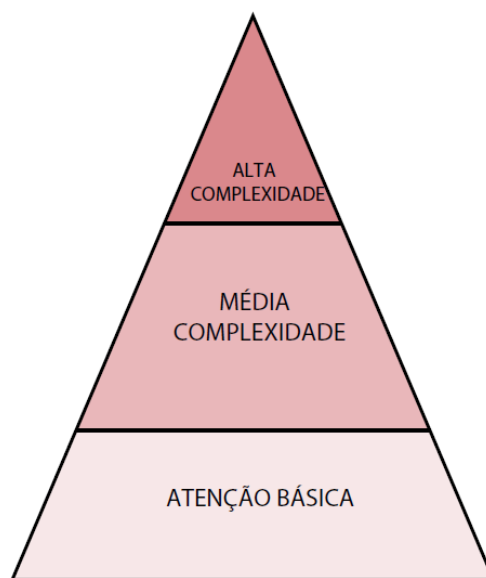 ALTA
COMPLEXIDADE
MÉDIA
COMPLEXIDADE
ATENÇÃO BÁSICA